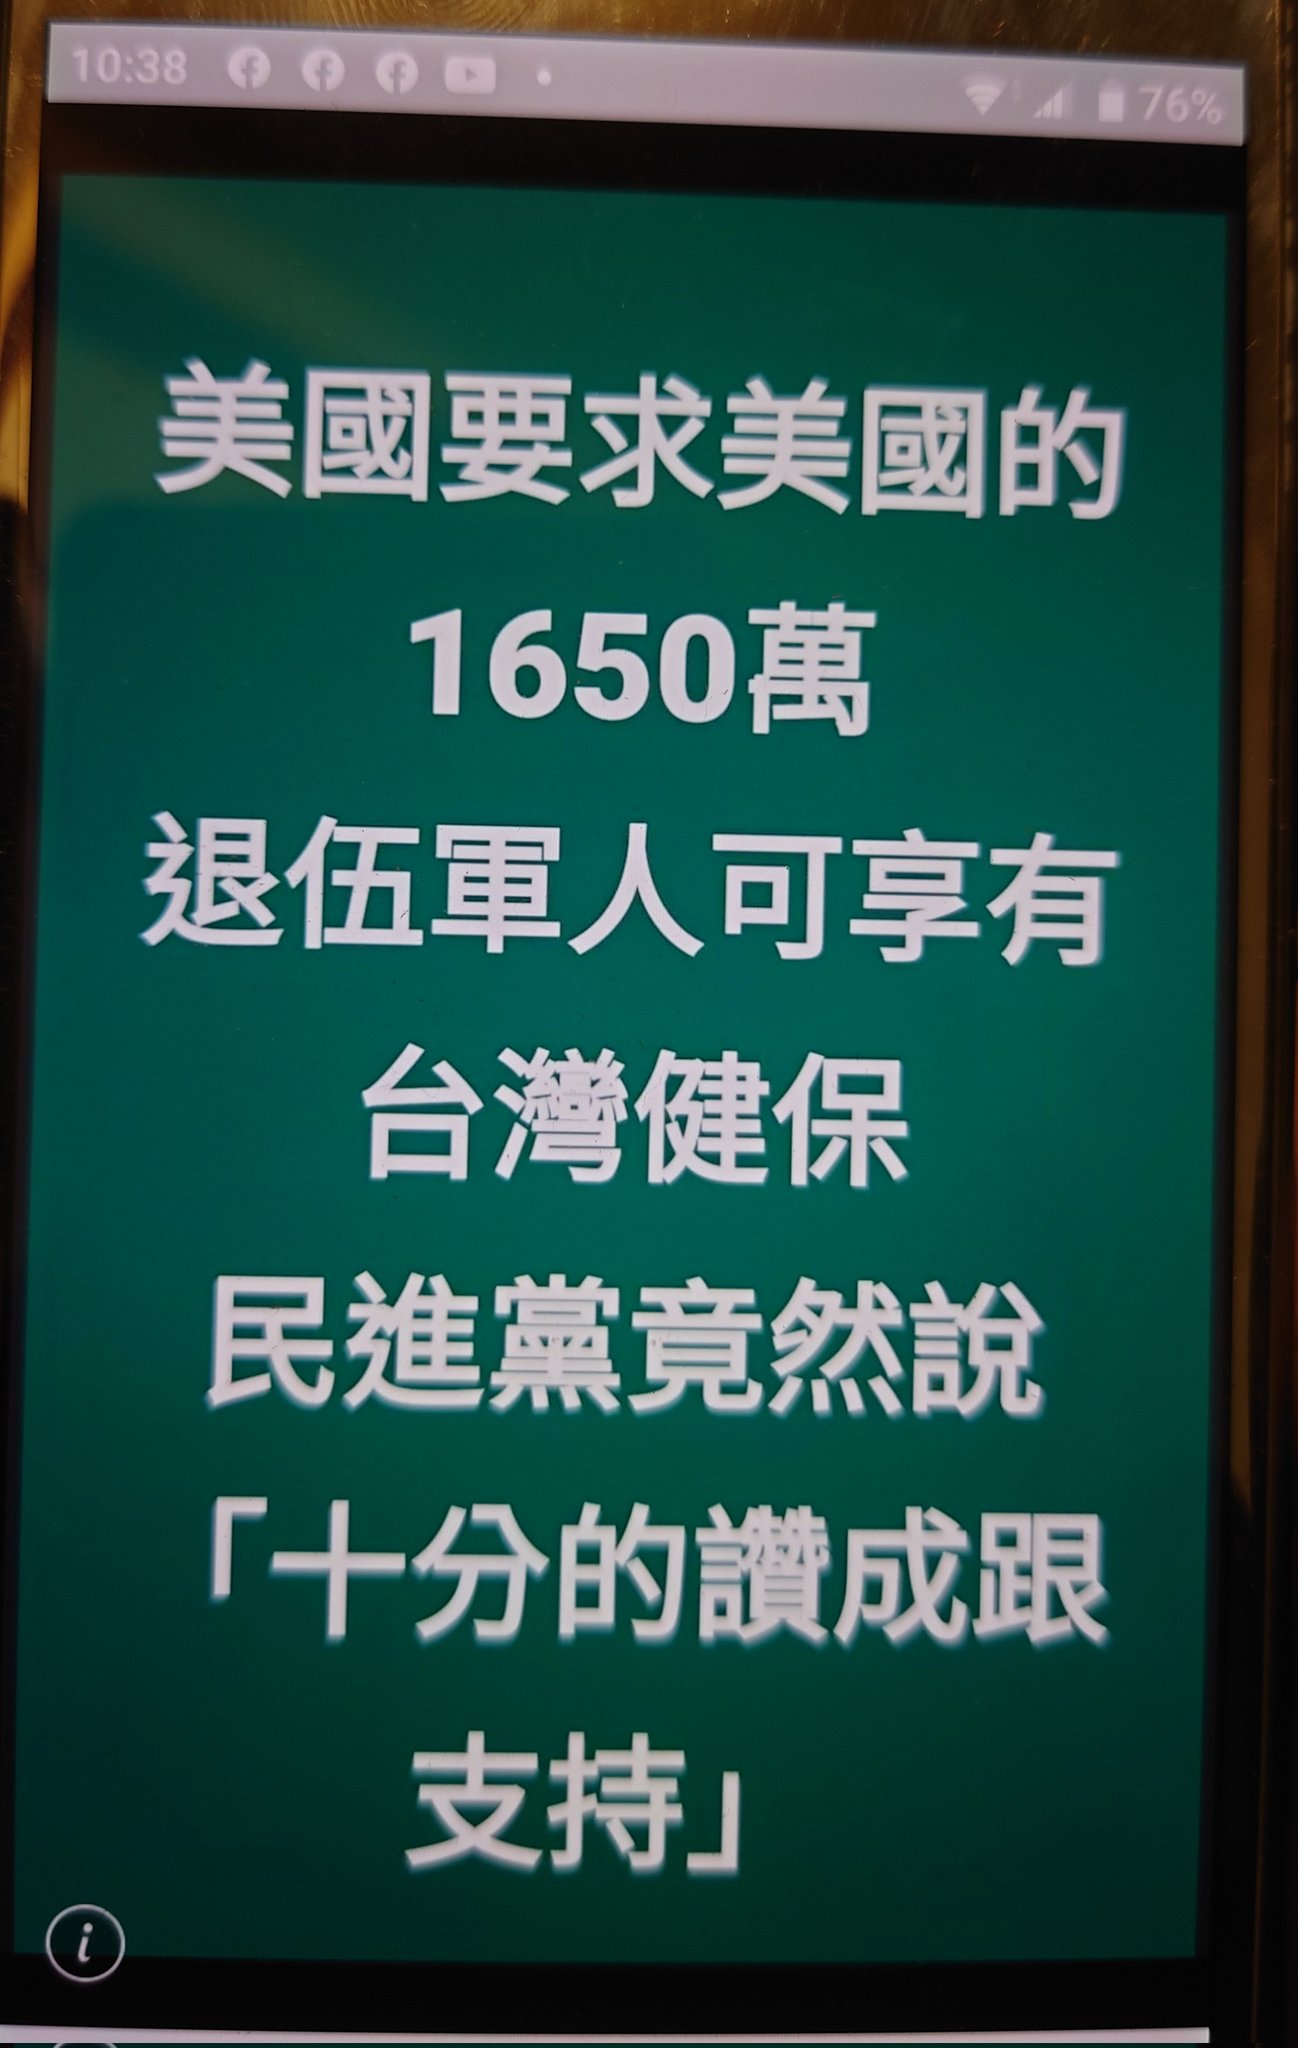 10:38
76%
美國要求美國的
1650萬
退伍軍人可享有
台灣健保
民進黨竟然說
「十分的讚成跟
支持」
i